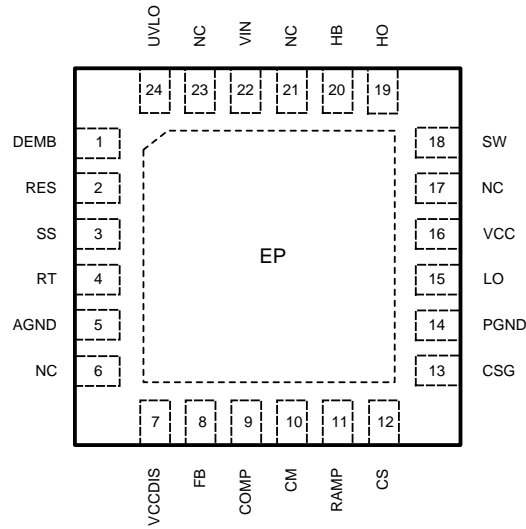 UVLO NC VIN NC HB HO
24 23 22 21 20 19
DEMB 1 18 SW
RES 2 17 NC
SS 3 16 VCC
EP
RT 4 15 LO
AGND 5 14 PGND
NC 6 13 CSG
7 8 9 10 11 12
VCCDIS FB COMP CM RAMP CS